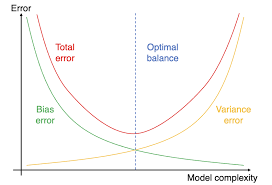 Error
Total
error
Optimal
balance
Bias
error
Variance
error
Model complexity